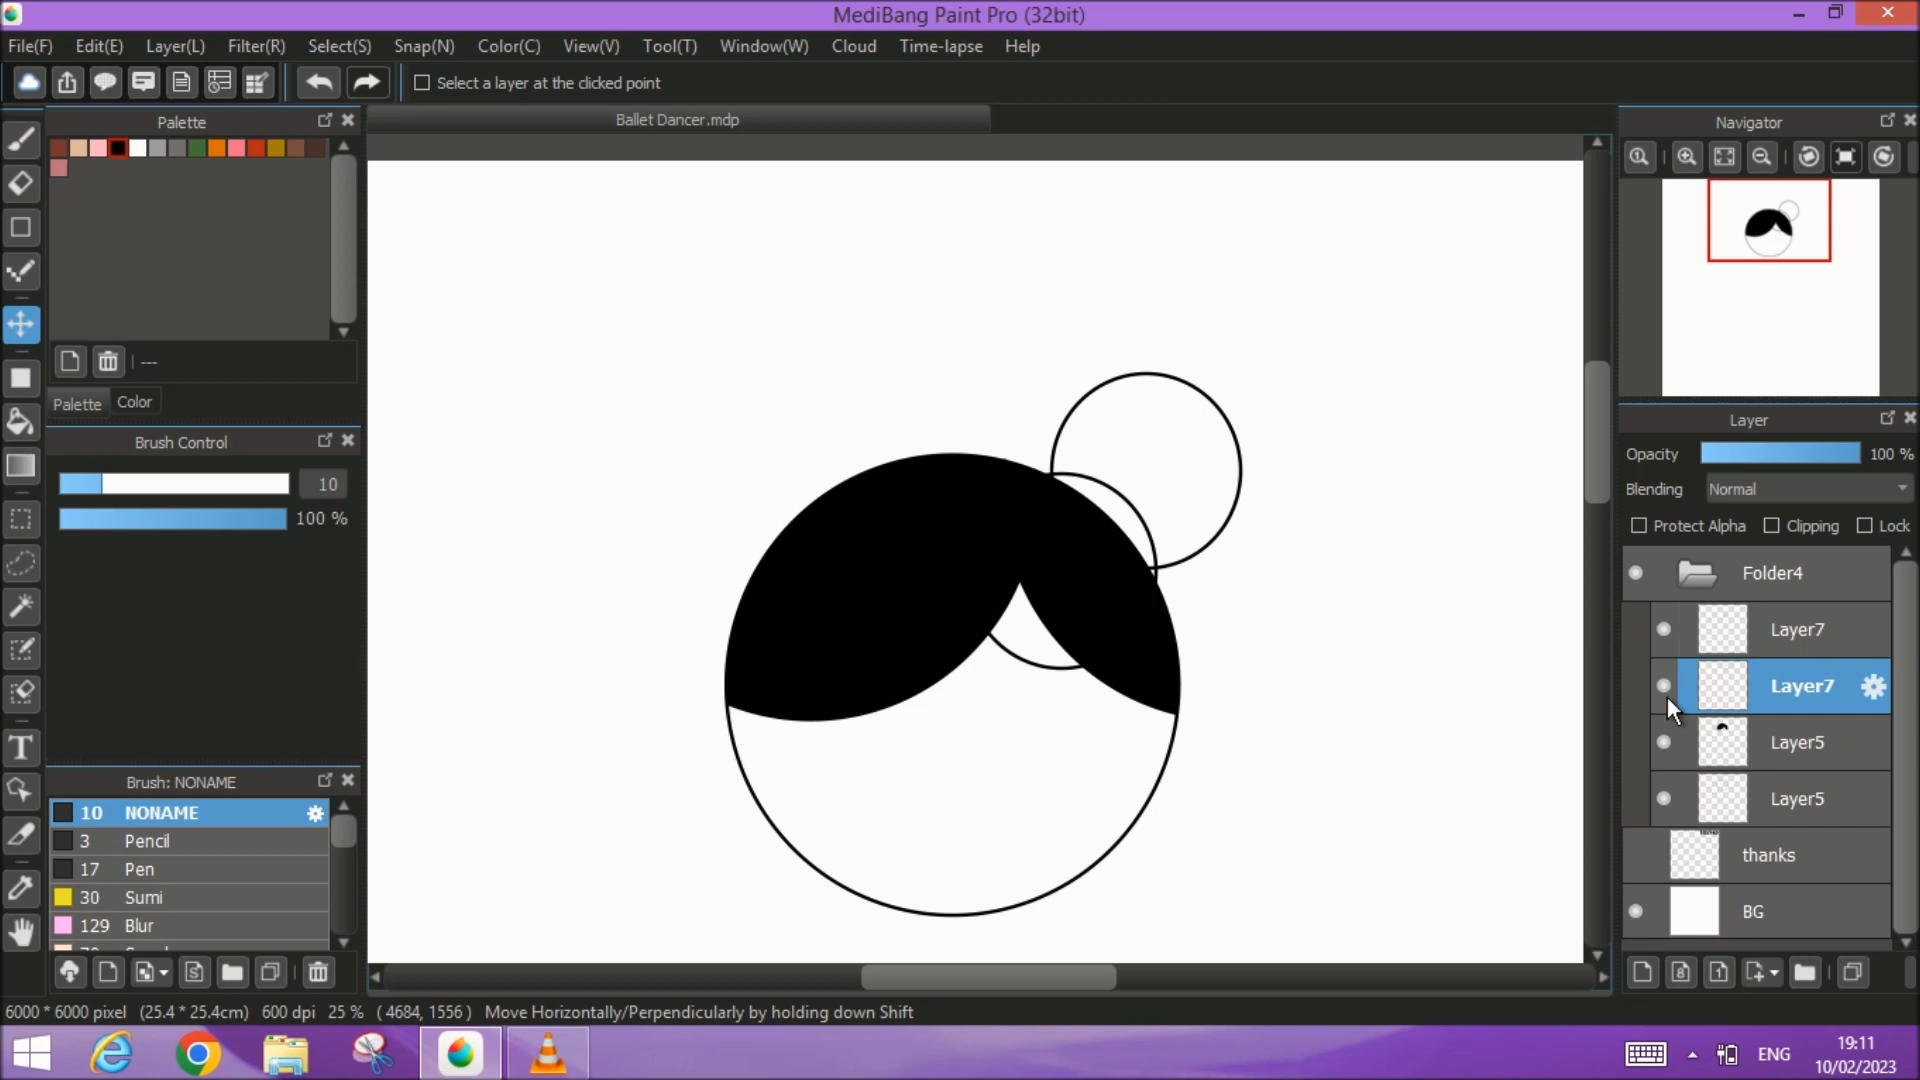 MediBang Paint Pro (32bit)
File(F) Edit(E) Layer(L) Filter(R) Select(S) Snap(N) Color(C) View(V) Tool(T) Window(W) Cloud Time-lapse Help
Select a layer at the clicked point
Palette
Ballet Dancer.mdp
Navigator
---
Palette Color
Brush Control
10
100 %
Layer
Opacity 100 %
Blending Normal
Protect Alpha Clipping Lock
Folder4
Layer7
Layer7
Layer5
Layer5
thanks
BG
Brush: NONAME
10 NONAME
3 Pencil
17 Pen
30 Sumi
129 Blur
6000 * 6000 pixel (25.4 * 25.4cm) 600 dpi 25 % ( 4684, 1556 ) Move Horizontally/Perpendicularly by holding down Shift
ENG
19:11
10/02/2023